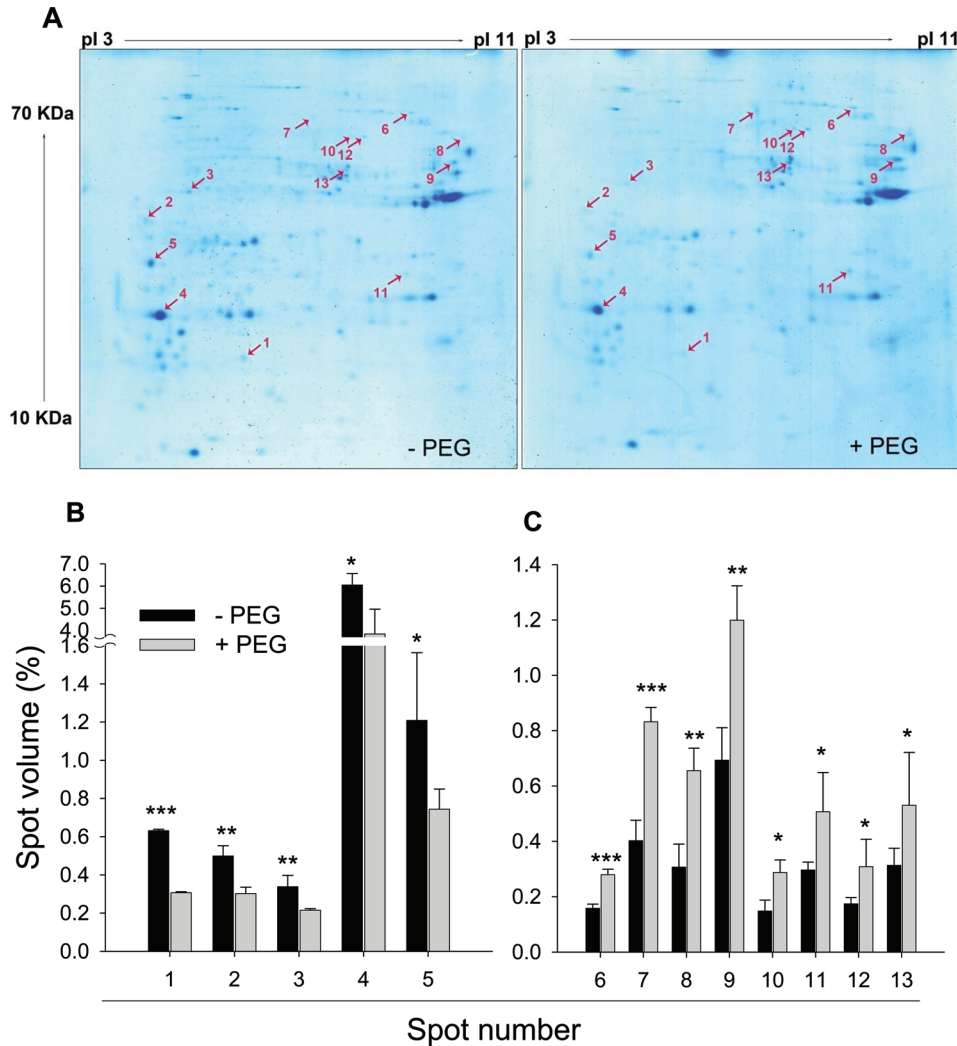 A
pI 3 pI 11 pI 3 pI 11
70 KDa
10 KDa
7 6 10 12 8 13 9 3 2 5 11 4 1
- PEG
7 6 10 12 8 13 9 3 2 5 11 4 1
+ PEG
B
C
Spot volume (%)
7.0
6.0
5.0
4.0
1.6
1.4
1.2
1.0
0.8
0.6
0.4
0.2
0.0
- PEG
+ PEG
*** ** ** * *
1 2 3 4 5
1.4
1.2
1.0
0.8
0.6
0.4
0.2
0.0
*** *** ** ** * * * *
6 7 8 9 10 11 12 13
Spot number